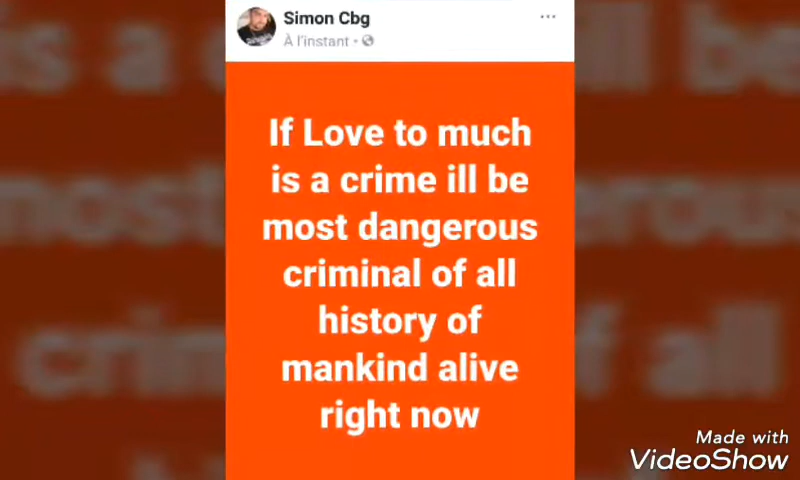 Simon Cbg
À l'instant
If Love to much
is a crime ill be
most dangerous
criminal of all
history of
mankind alive
right now
Made with
VideoShow